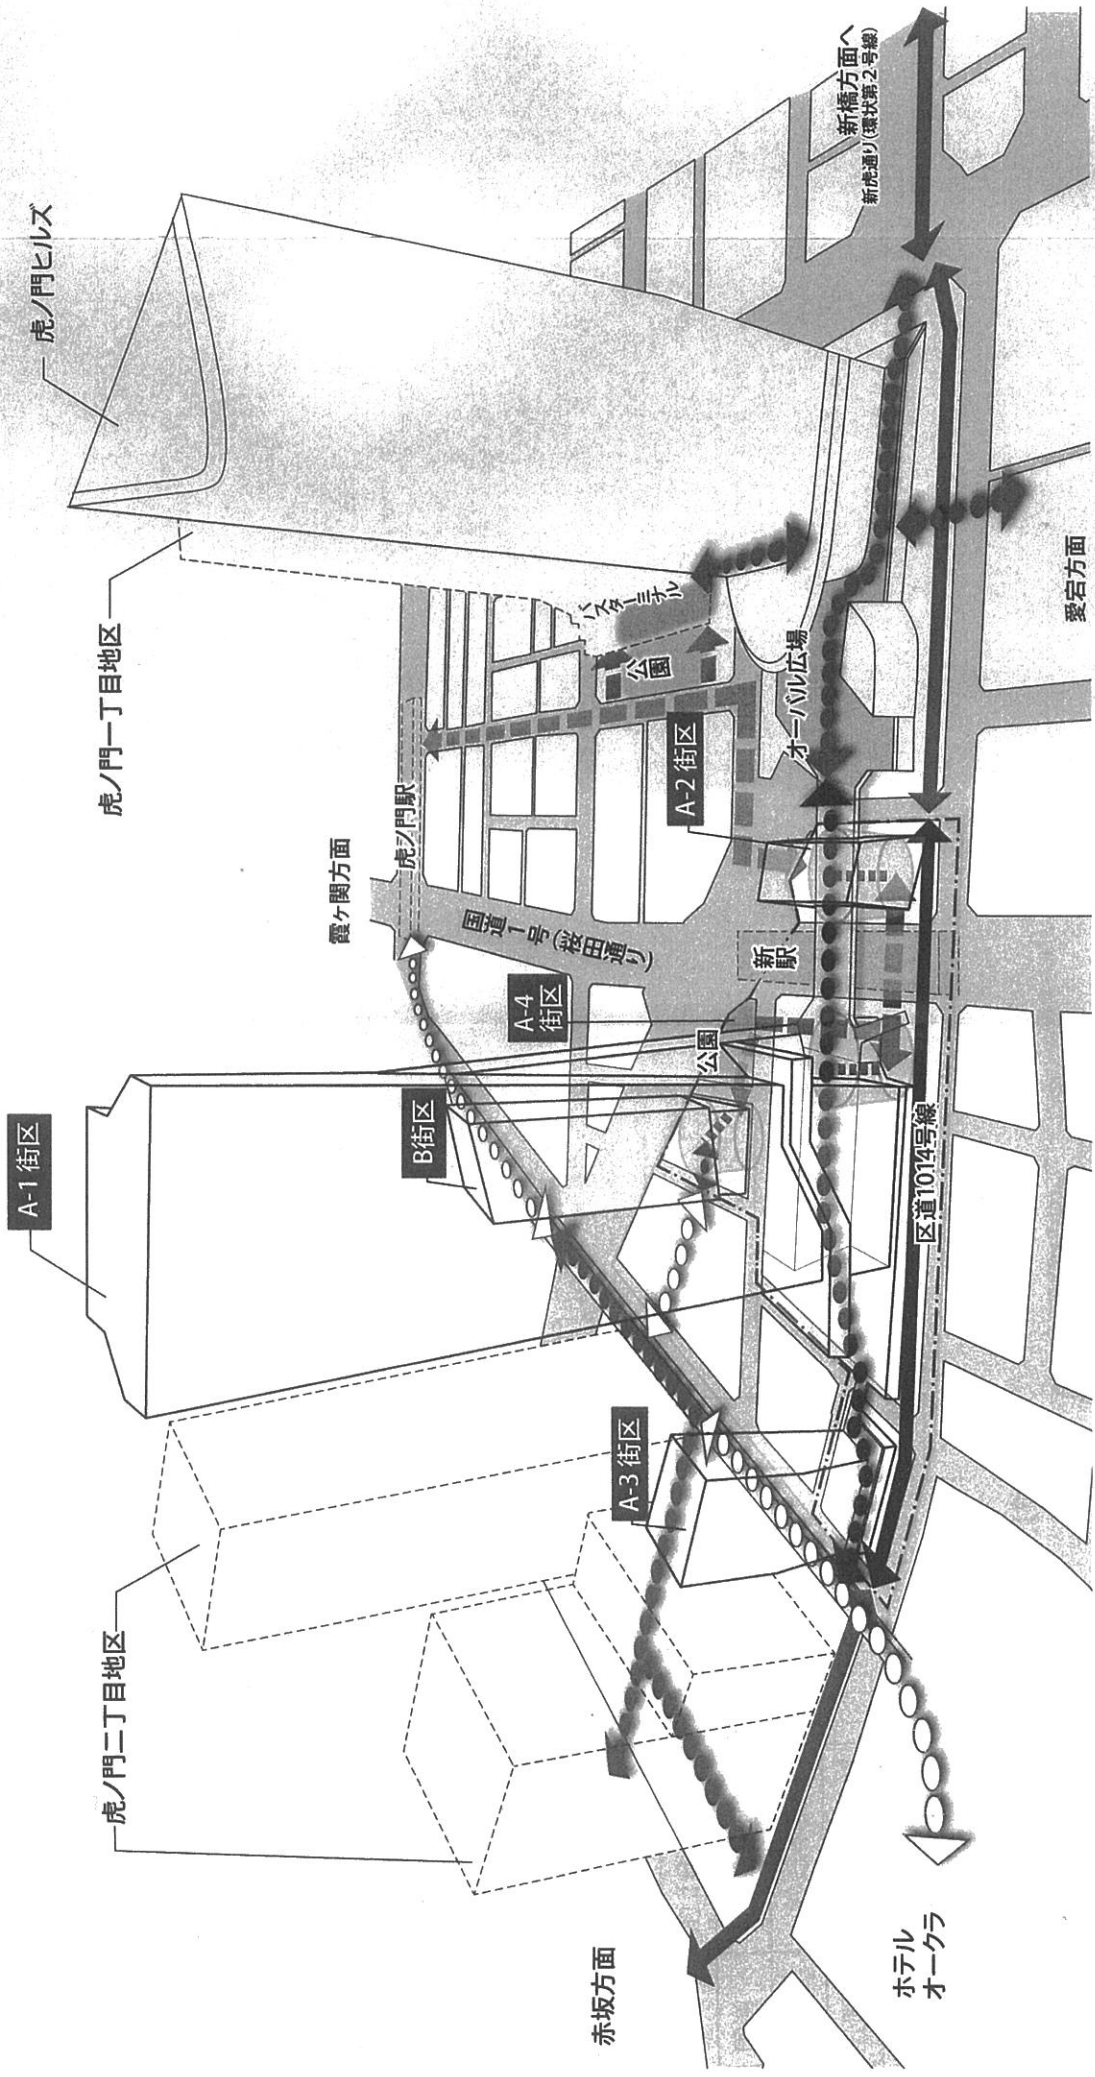 A-1 街区
虎ノ門ヒルズ
虎ノ門一丁目地区
虎ノ門二丁目地区
霞ヶ関方面
虎ノ門駅
国道1号(桜田通り)
バスターミナル
公園
B街区
A-4
街区
A-2 街区
新橋方面へ
新虎通り(環状第2号線)
オーバル広場
新駅
公園
A-3 街区
区道1014号線
赤坂方面
ホテル
オークラ
愛宕方面